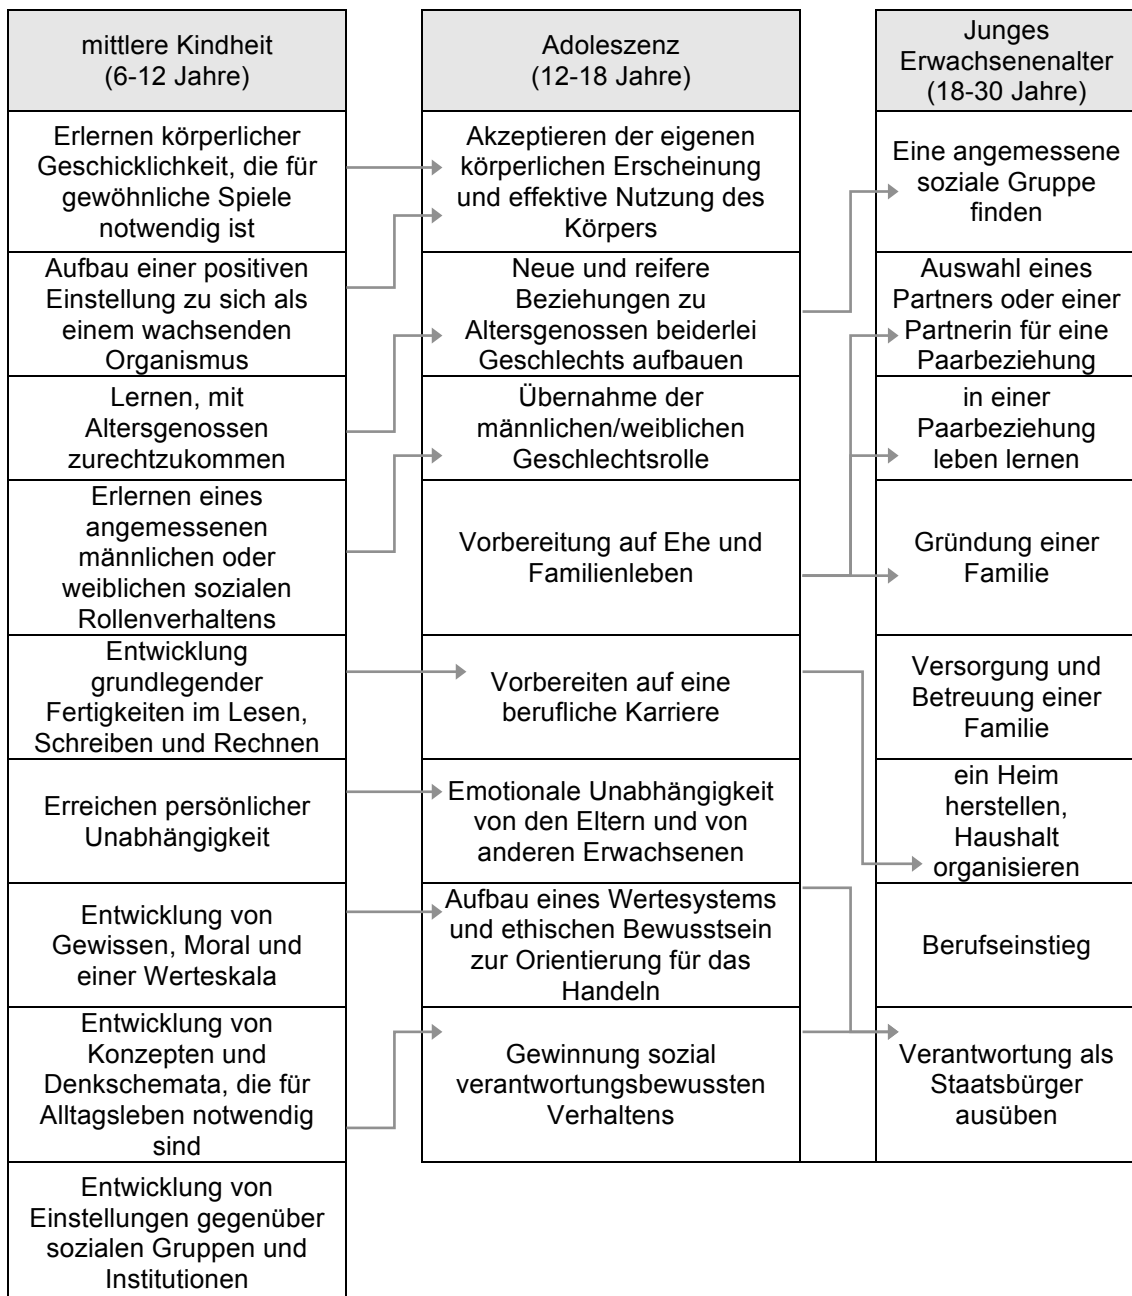 mittlere Kindheit
(6-12 Jahre)
Erlernen körperlicher
Geschicklichkeit, die für
gewöhnliche Spiele
notwendig ist
Aufbau einer positiven
Einstellung zu sich als
einem wachsenden
Organismus
Lernen, mit
Altersgenossen
zurechtzukommen
Erlernen eines
angemessenen
männlichen oder
weiblichen sozialen
Rollenverhaltens
Entwicklung
grundlegender
Fertigkeiten im Lesen,
Schreiben und Rechnen
Erreichen persönlicher
Unabhängigkeit
Entwicklung von
Gewissen, Moral und
einer Werteskala
Entwicklung von
Konzepten und
Denkschemata, die für
Alltagsleben notwendig
sind
Entwicklung von
Einstellungen gegenüber
sozialen Gruppen und
Institutionen
Adoleszenz
(12-18 Jahre)
Akzeptieren der eigenen
körperlichen Erscheinung
und effektive Nutzung des
Körpers
Neue und reifere
Beziehungen zu
Altersgenossen beiderlei
Geschlechts aufbauen
Übernahme der
männlichen/weiblichen
Geschlechtsrolle
Vorbereitung auf Ehe und
Familienleben
Vorbereiten auf eine
berufliche Karriere
Emotionale Unabhängigkeit
von den Eltern und von
anderen Erwachsenen
Aufbau eines Wertesystems
und ethischen Bewusstsein
zur Orientierung für das
Handeln
Gewinnung sozial
verantwortungsbewussten
Verhaltens
Junges
Erwachsenenalter
(18-30 Jahre)
Eine angemessene
soziale Gruppe
finden
Auswahl eines
Partners oder einer
Partnerin für eine
Paarbeziehung
in einer
Paarbeziehung
leben lernen
Gründung einer
Familie
Versorgung und
Betreuung einer
Familie
ein Heim
herstellen,
Haushalt
organisieren
Berufseinstieg
Verantwortung als
Staatsbürger
ausüben